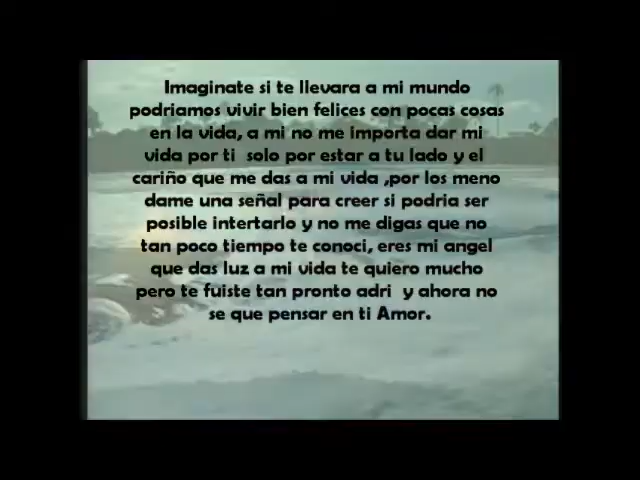 Imaginate si te llevara a mi mundo
podriamos vivir bien felices con pocas cosas
en la vida, a mi no me importa dar mi
vida por ti solo por estar a tu lado y el
cariño que me das a mi vida ,por los meno
dame una señal para creer si podria ser
posible intertarlo y no me digas que no
tan poco tiempo te conoci, eres mi angel
que das luz a mi vida te quiero mucho
pero te fuiste tan pronto adri y ahora no
se que pensar en ti Amor.